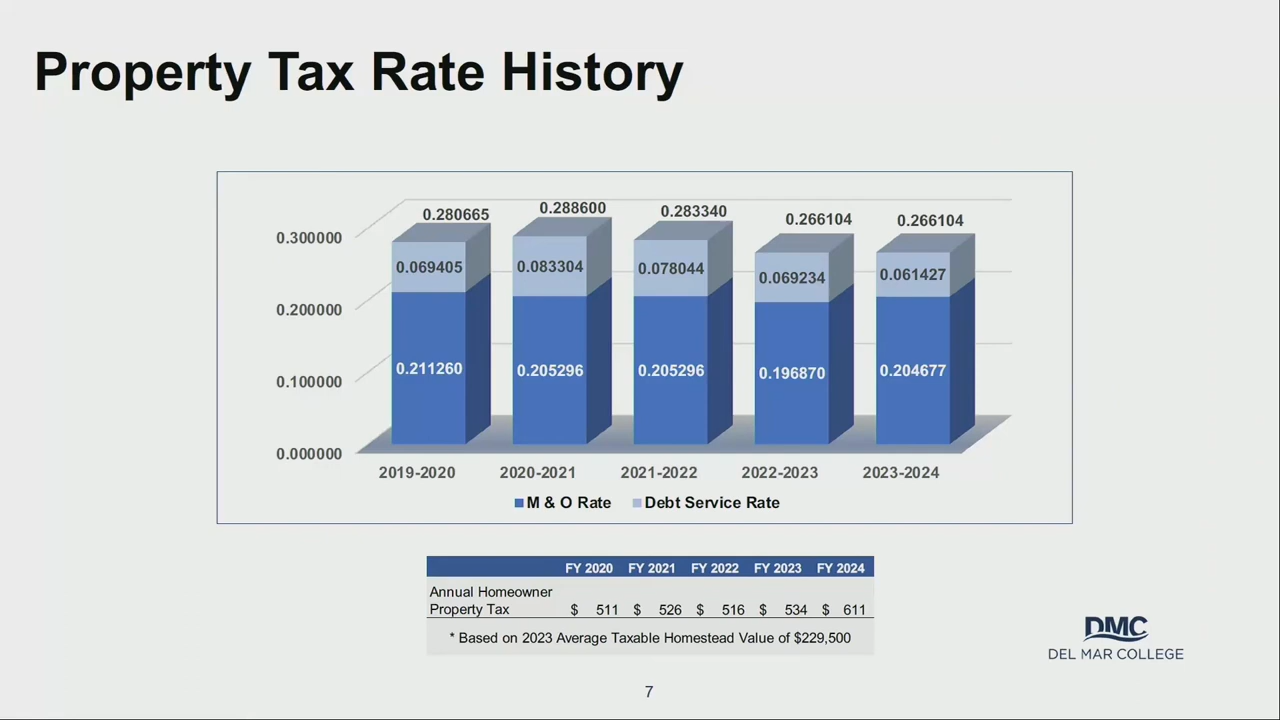 Property Tax Rate History
0.280665 0.288600 0.283340 0.266104 0.266104
0.300000
0.069405 0.083304 0.078044 0.069234 0.061427
0.200000
0.211260 0.205296 0.205296 0.196870 0.204677
0.100000
0.000000
2019-2020 2020-2021 2021-2022 2022-2023 2023-2024
M & O Rate Debt Service Rate
FY 2020 FY 2021 FY 2022 FY 2023 FY 2024
Annual Homeowner
Property Tax $ 511 $ 526 $ 516 $ 534 $ 611
* Based on 2023 Average Taxable Homestead Value of $229,500
DMC
DEL MAR COLLEGE
7